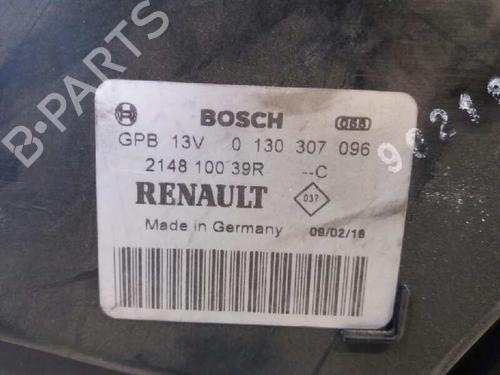 B-PARTS
BOSCH 068
GPB 13V 0 130 307 096
2148 100 39R --C
RENAULT 037
Made in Germany 09/02/16